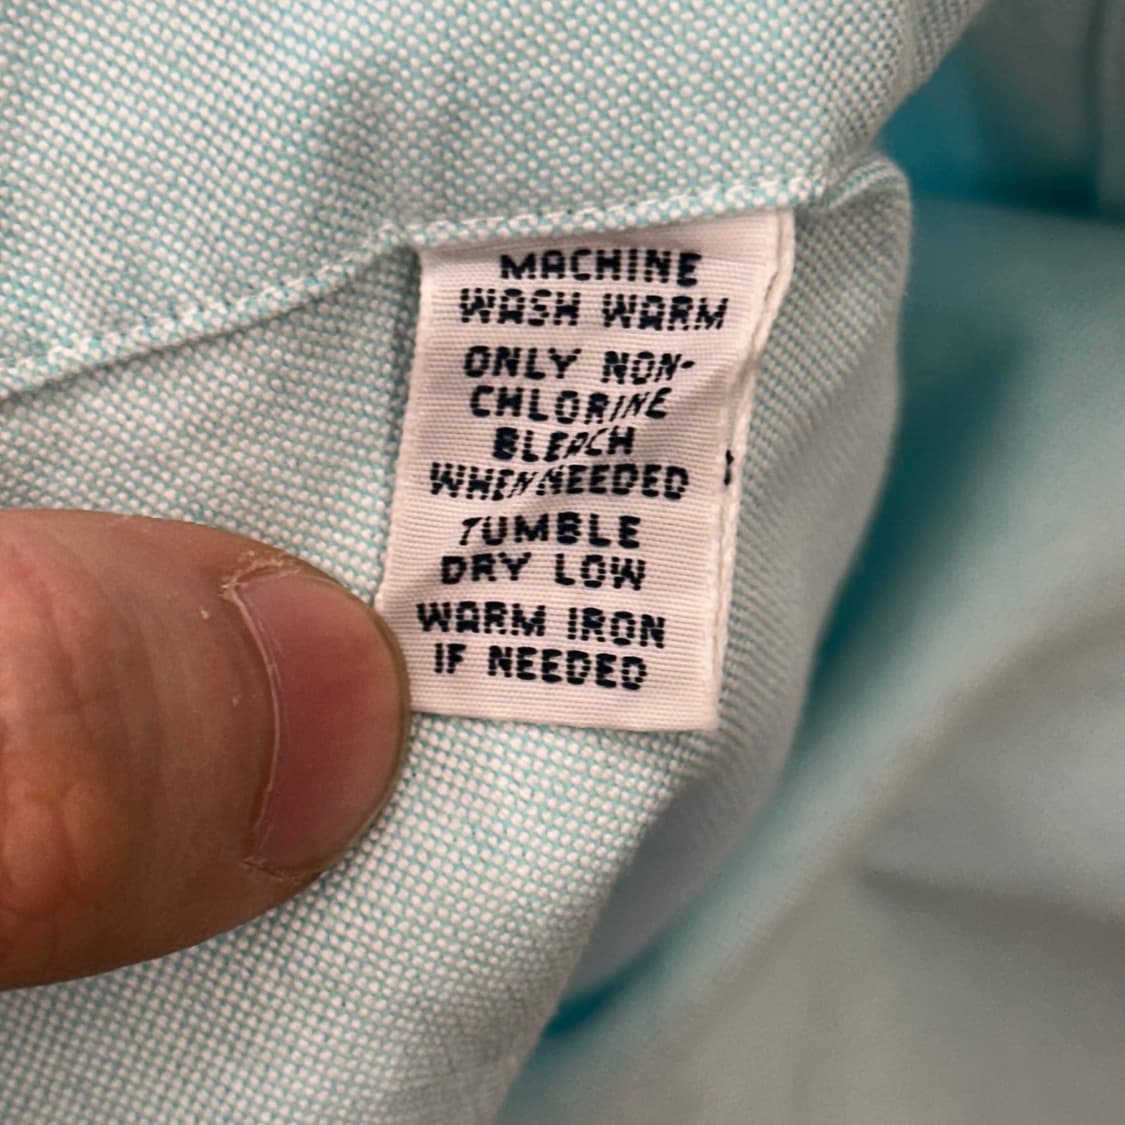 MACHINE
WASH WARM
ONLY NON-
CHLORINE
BLEACH
WHEN NEEDED
TUMBLE
DRY LOW
WARM IRON
IF NEEDED